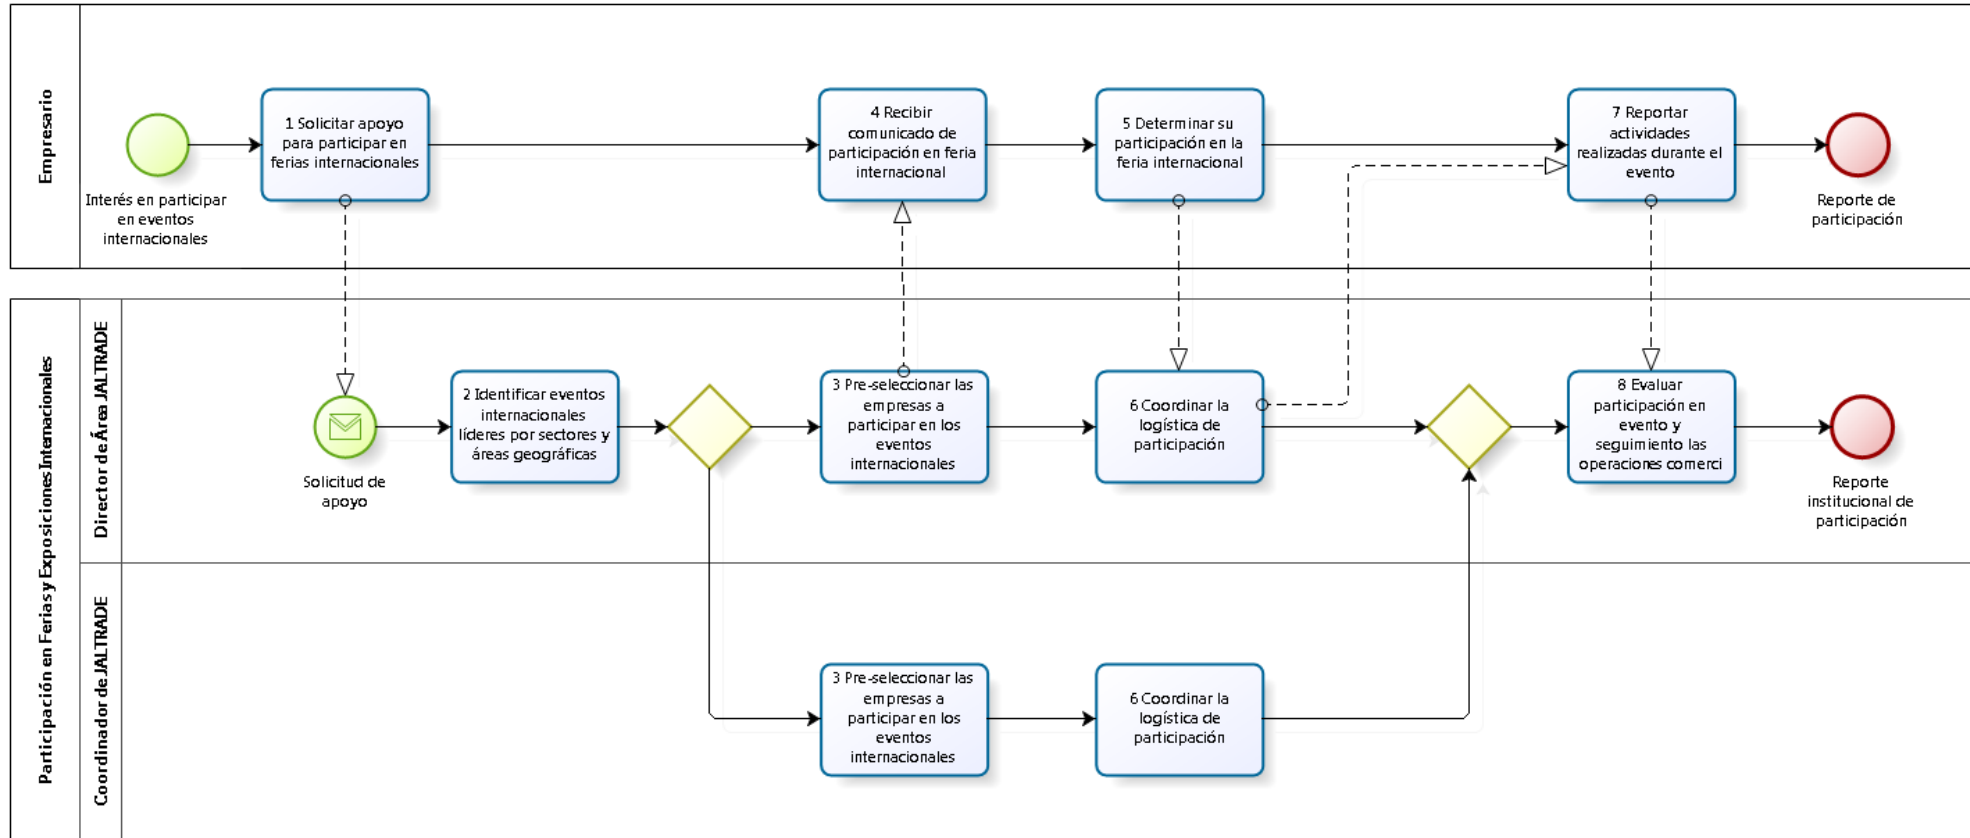 Empresario
Interés en participar
en eventos
internacionales
1 Solicitar apoyo
para participar en
ferias internacionales
4 Recibir
comunicado de
participación en feria
internacional
5 Determinar su
participación en la
feria internacional
7 Reportar
actividades
realizadas durante el
evento
Reporte de
participación
Participación en Ferias y Exposiciones Internacionales
Director de Área JALTRADE
Solicitud de
apoyo
2 Identificar eventos
internacionales
líderes por sectores y
áreas geográficas
3 Pre-seleccionar las
empresas a
participar en los
eventos
internacionales
6 Coordinar la
logística de
participación
8 Evaluar
participación en
evento y
seguimiento las
operaciones comerci
Reporte
institucional de
participación
Coordinador de JALTRADE
3 Pre-seleccionar las
empresas a
participar en los
eventos
internacionales
6 Coordinar la
logística de
participación